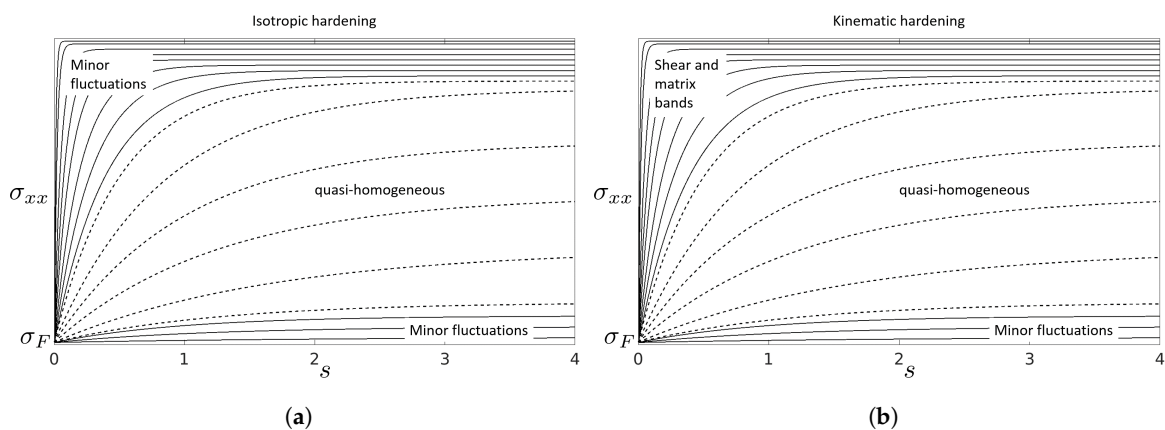 Isotropic hardening
Minor
fluctuations
σxx
quasi-homogeneous
Minor fluctuations
σF
0 1 2 3 4
s
(a)
Kinematic hardening
Shear and
matrix
bands
σxx
quasi-homogeneous
Minor fluctuations
σF
0 1 2 3 4
s
(b)